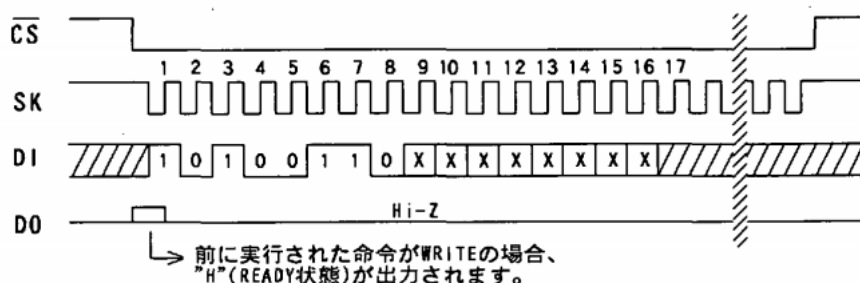 CS
1 2 3 4 5 6 7 8 9 10 11 12 13 14 15 16 17
SK
DI 1 0 1 0 0 1 1 0 X X X X X X X X
DO Hi-Z
前に実行された命令がWRITEの場合、
"H"(READY状態)が出力されます。